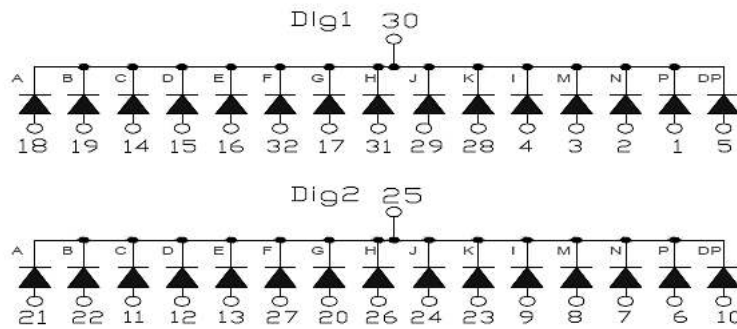 Dig1 30
A B C D E F G H J K I M N P DP
18 19 14 15 16 32 17 31 29 28 4 3 2 1 5
Dig2 25
A B C D E F G H J K I M N P DP
21 22 11 12 13 27 20 26 24 23 9 8 7 6 10